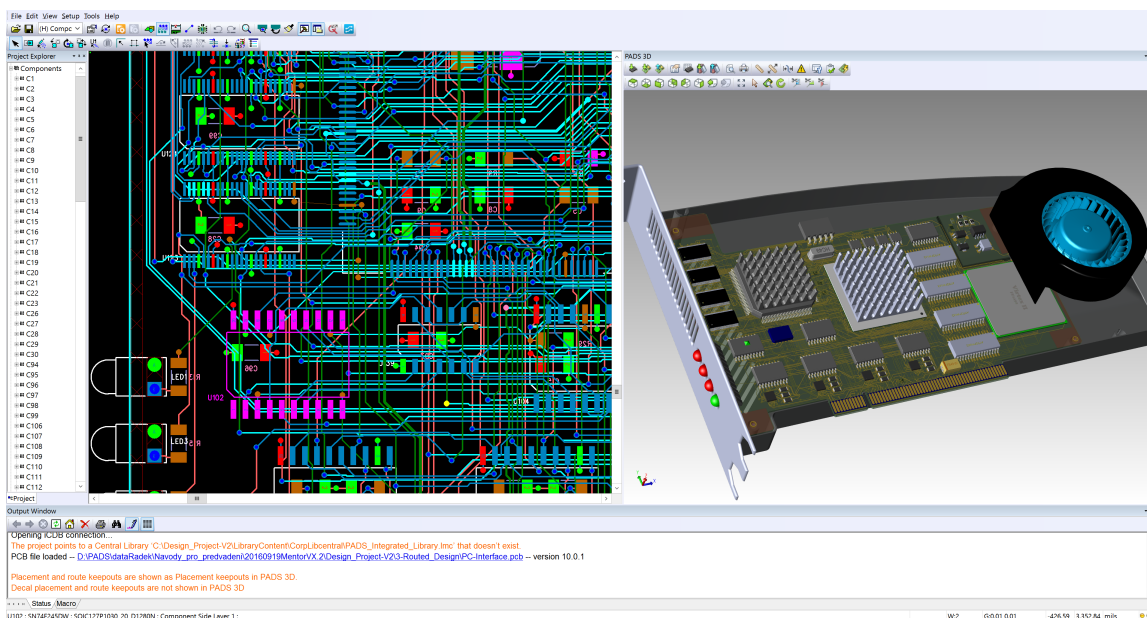 File Edit View Setup Tools Help
(H) Compc
Project Explorer
PADS 3D
Components
C1
C2
C3
C4
C5
C6
C7
C8
C9
C10
C11
C12
C13
C14
C15
C16
C17
C18
C19
C20
C21
C22
C23
C26
C27
C28
C29
C30
C94
C95
C96
C97
C98
C99
C106
C107
C108
C109
C110
C111
C112
C99
C28
C96
LED1
U102
U104
LED3
Project
Output Window
Opening iCDB connection...
The project points to a Central Library 'C:\Design_Project-V2\LibraryContent\CorpLibcentral\PADS_Integrated_Library.lmc' that doesn't exist.
PCB file loaded -- D:\PADS\dataRadek\Navody_pro_predvadeni\20160919MentorVX.2\Design_Project-V2\3-Routed_Design\PC-Interface.pcb -- version 10.0.1
Placement and route keepouts are shown as Placement keepouts in PADS 3D.
Decal placement and route keepouts are not shown in PADS 3D
Status Macro
U102 : SN74F245DW : SOIC127P1030_20_D1280N : Component Side Layer 1 :
W:2 G:0.01 0.01 -426.59 3,352.84 mils